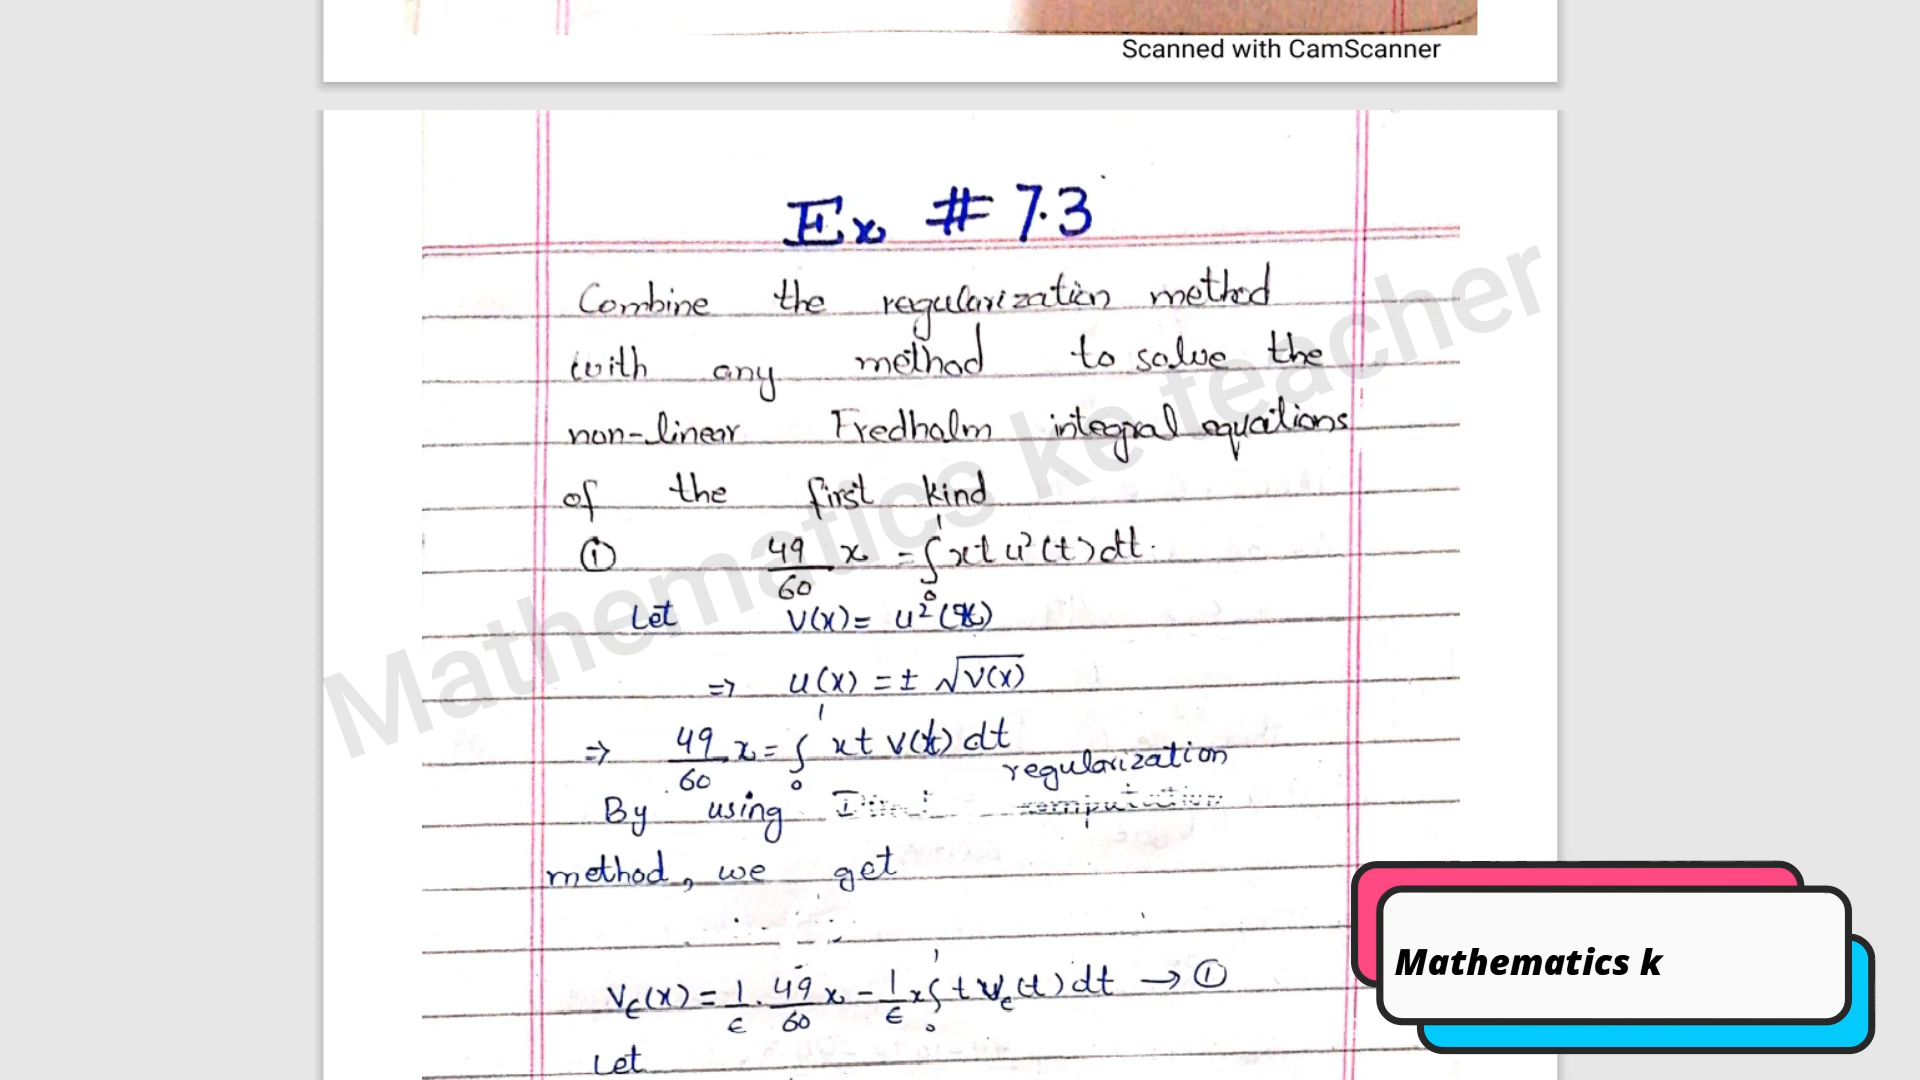 Scanned with CamScanner
Ex # 7.3
Combine the regularization method
with any method to solve the
non-linear Fredholm integral equations
of the first kind
① 49/60 x = ∫₀¹ xt u²(t) dt.
Let v(x) = u²(x)
⇒ u(x) = ± √v(x)
⇒ 49/60 x = ∫₀¹ xt v(t) dt
regularization
By using
method, we get
vϵ(x) = 1/ϵ · 49/60 x - 1/ϵ x ∫₀¹ t vϵ(t) dt → ①
Let
Mathematics ke teacher
Mathematics k